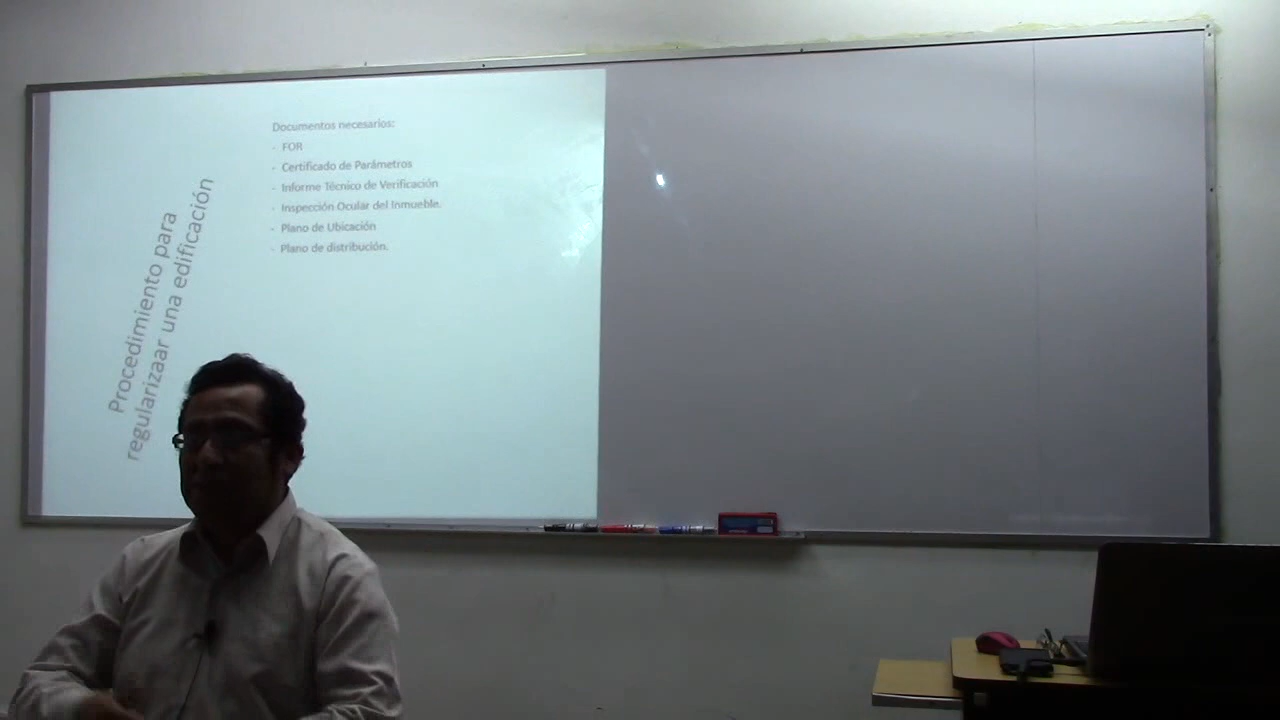 Procedimiento para
regularizaar una edificación
Documentos necesarios:
- FOR
- Certificado de Parámetros
- Informe Técnico de Verificación
- Inspección Ocular del Inmueble.
- Plano de Ubicación
- Plano de distribución.